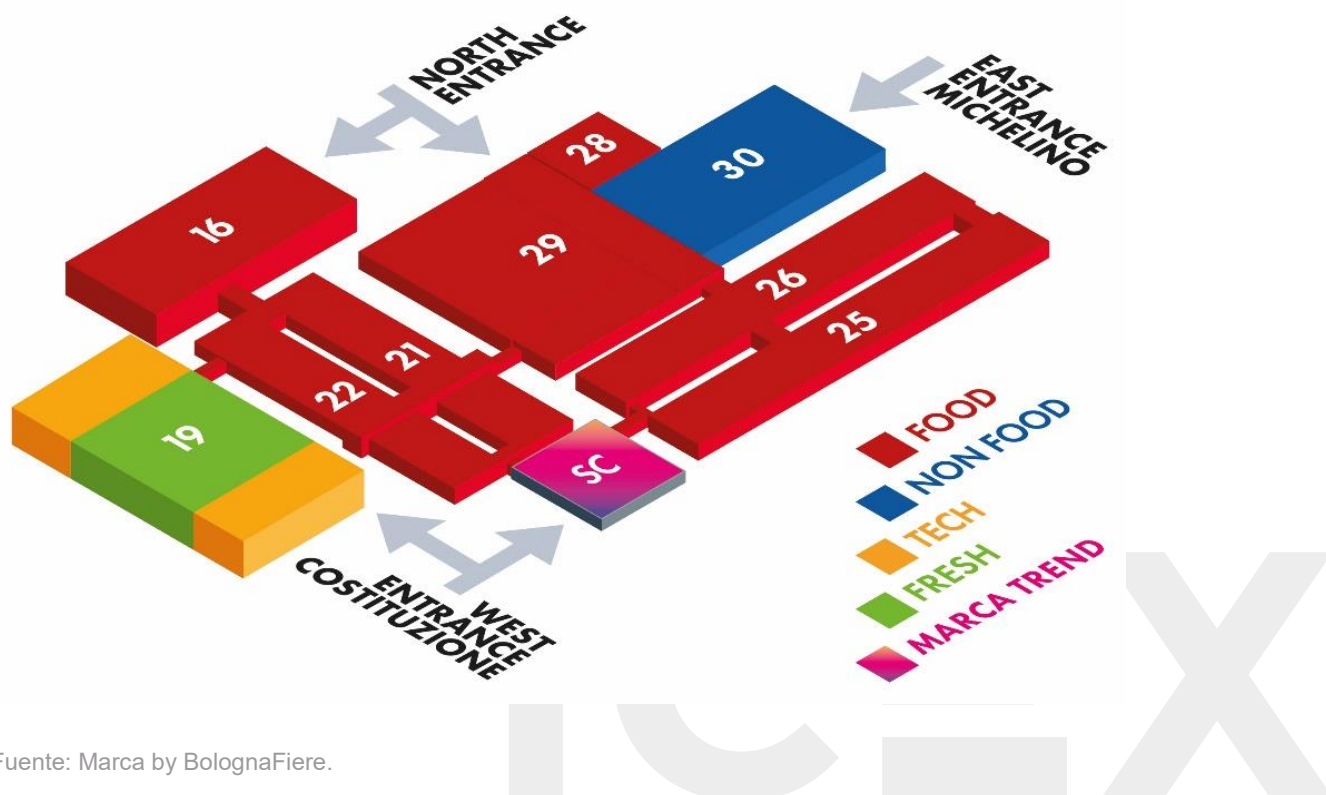 NORTH
ENTRANCE
EAST
ENTRANCE
MICHELINO
28
30
16
29
26
25
21
22
19
SC
FOOD
NON FOOD
TECH
FRESH
MARCA TREND
WEST
ENTRANCE
COSTITUZIONE
Fuente: Marca by BolognaFiere.